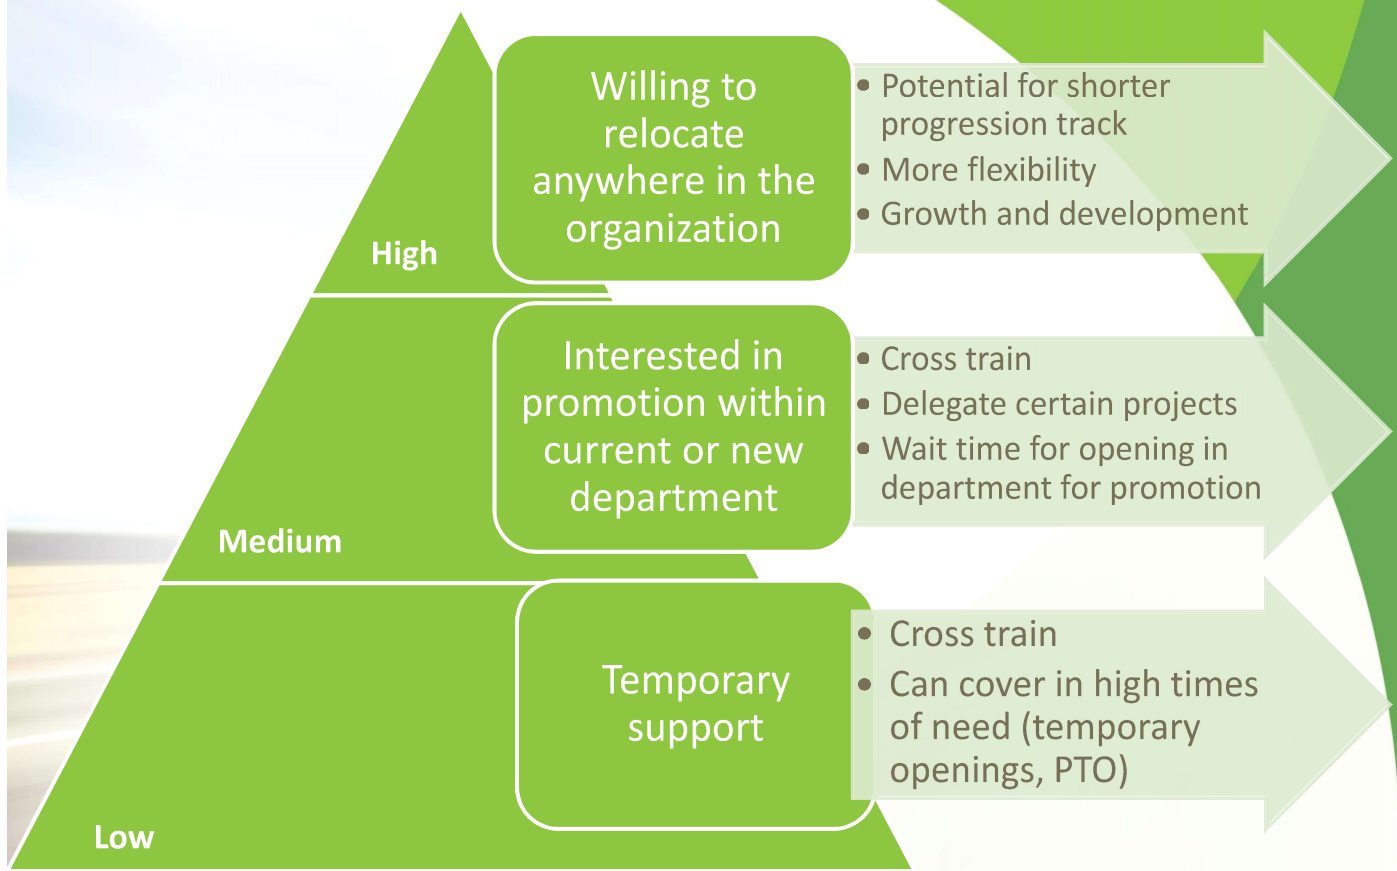 High
Willing to
relocate
anywhere in the
organization
• Potential for shorter
progression track
• More flexibility
• Growth and development
Medium
Interested in
promotion within
current or new
department
• Cross train
• Delegate certain projects
• Wait time for opening in
department for promotion
Low
Temporary
support
• Cross train
• Can cover in high times
of need (temporary
openings, PTO)